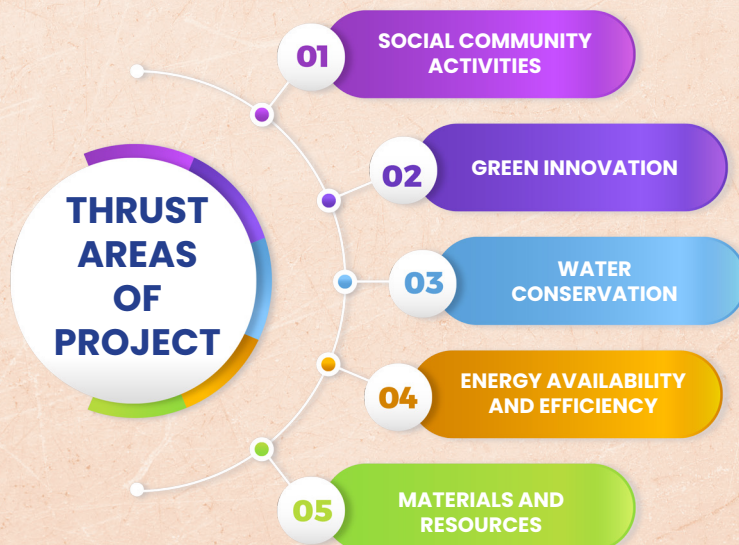 THRUST
AREAS
OF
PROJECT
01
SOCIAL COMMUNITY
ACTIVITIES
02
GREEN INNOVATION
03
WATER
CONSERVATION
04
ENERGY AVAILABILITY
AND EFFICIENCY
05
MATERIALS AND
RESOURCES